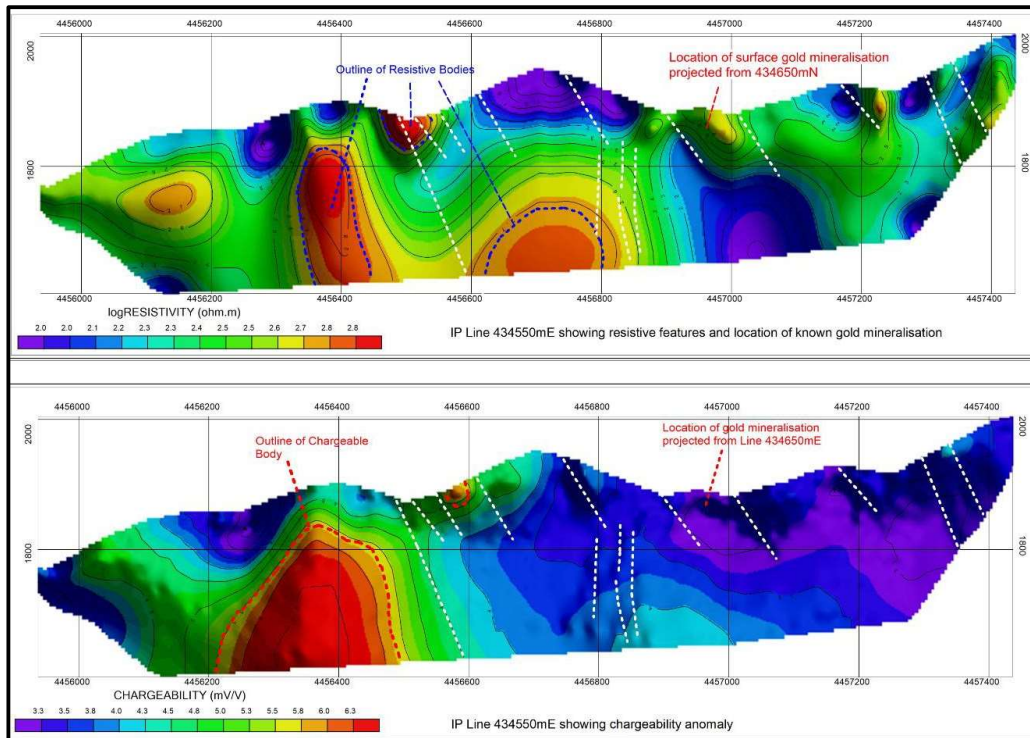 4456000 4456200 4456400 4456600 4456800 4457000 4457200 4457400
2000 2000
Outline of Resistive Bodies
Location of surface gold mineralisation
projected from 434650mN
1800 1800
4456000 4456200 4456400 4456600 4456800 4457000 4457200 4457400
logRESISTIVITY (ohm.m)
2.0 2.0 2.1 2.2 2.3 2.3 2.4 2.5 2.6 2.7 2.8 2.8
IP Line 434550mE showing resistive features and location of known gold mineralisation
4456000 4456200 4456400 4456600 4456800 4457000 4457200 4457400
2000 2000
Outline of Chargeable
Body
Location of gold mineralisation
projected from Line 434650mE
1800 1800
4456000 4456200 4456400 4456600 4456800 4457000 4457200 4457400
CHARGEABILITY (mV/V)
3.3 3.5 3.8 4.0 4.3 4.5 4.8 5.0 5.3 5.5 5.8 6.0 6.3
IP Line 434550mE showing chargeability anomaly